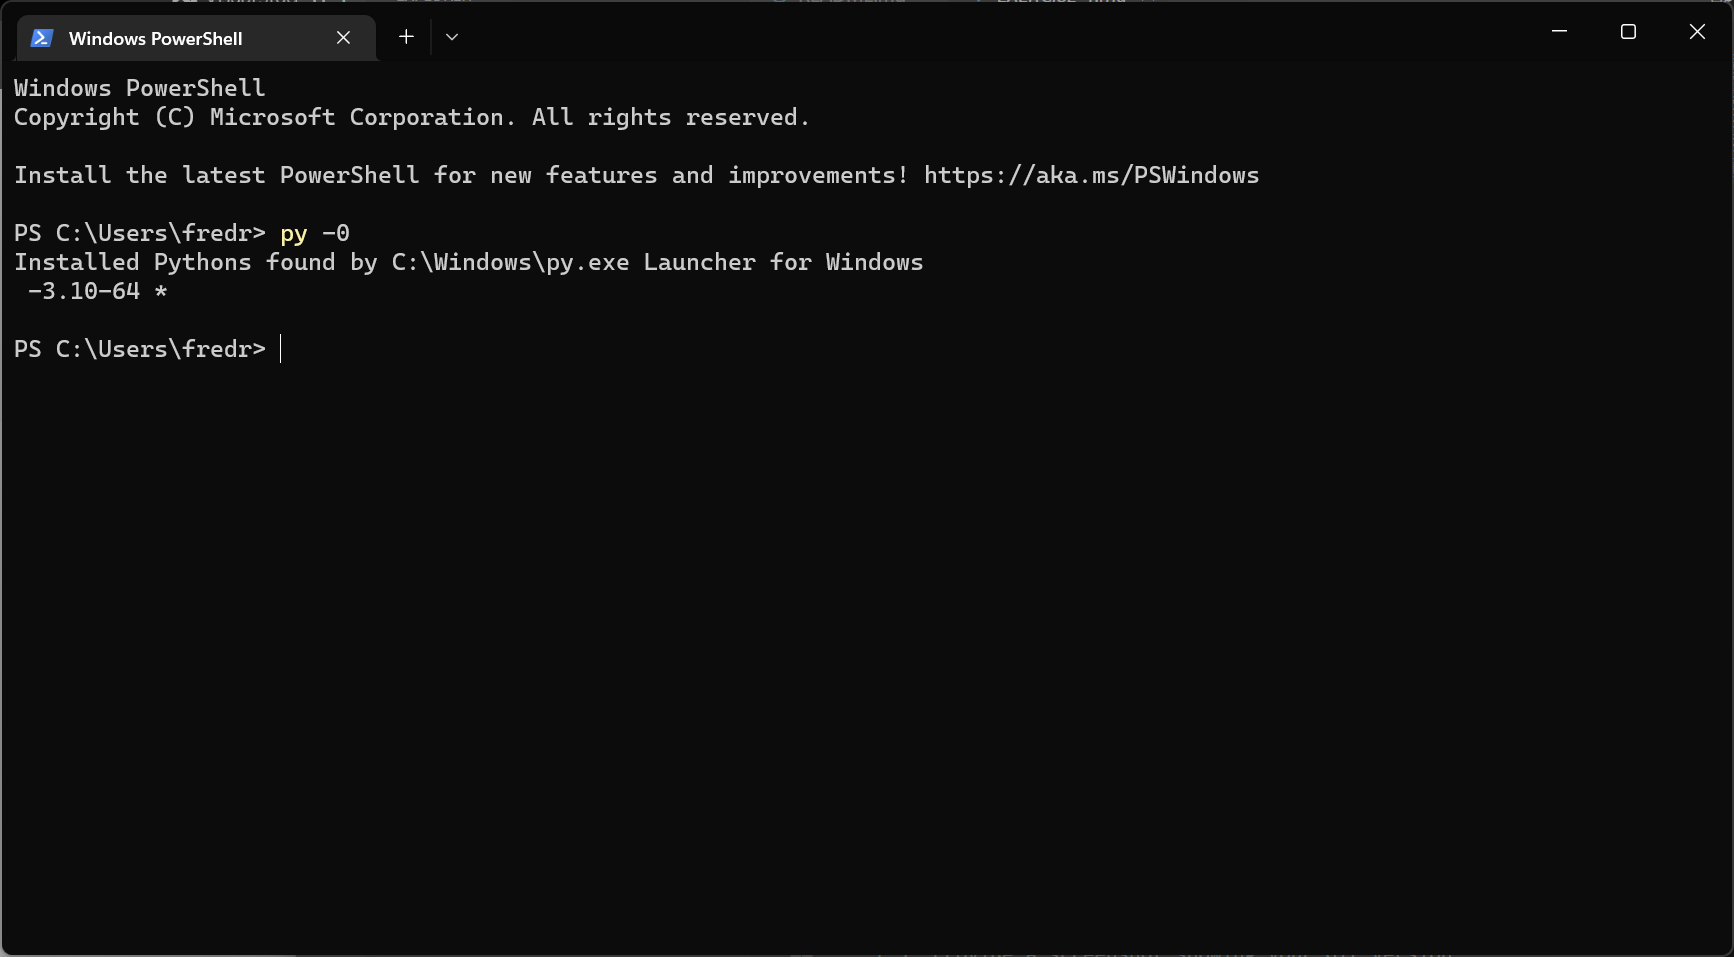 Windows PowerShell
Windows PowerShell
Copyright (C) Microsoft Corporation. All rights reserved.
Install the latest PowerShell for new features and improvements! https://aka.ms/PSWindows
PS C:\Users\fredr> py -0
Installed Pythons found by C:\Windows\py.exe Launcher for Windows
 -3.10-64 *
PS C:\Users\fredr>